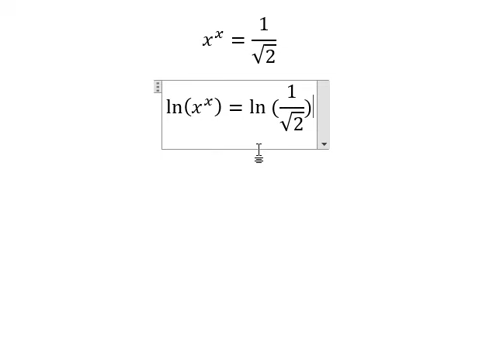 x^x = 1/√2
ln(x^x) = ln (1/√2)